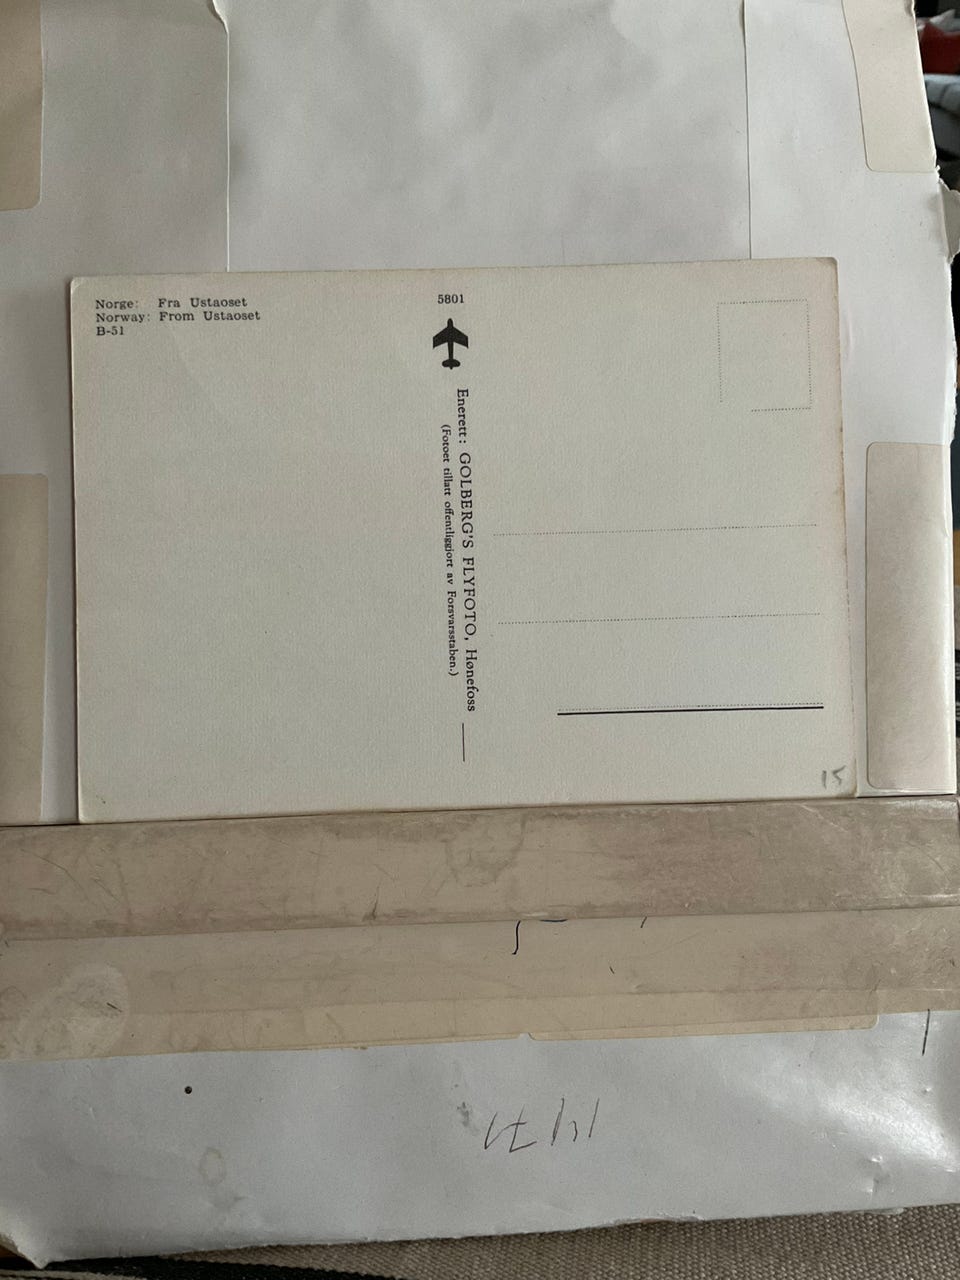 Norge: Fra Ustaoset
Norway: From Ustaoset
B-51
5801
Enerett: GOLBERG'S FLYFOTO, Hønefoss
(Fotoet tillatt offentliggjort av Forsvarsstaben.)
15